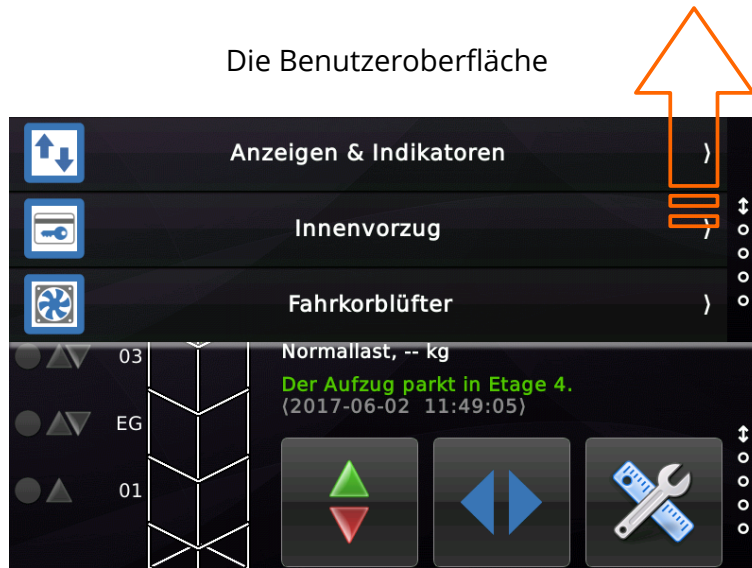 Die Benutzeroberfläche
Anzeigen & Indikatoren
Innenvorzug
Fahrkorblüfter
03
Normallast, -- kg
Der Aufzug parkt in Etage 4.
(2017-06-02 11:49:05)
EG
01